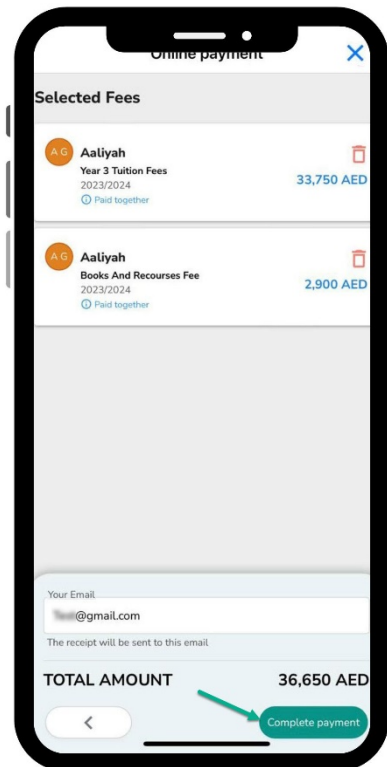 Online payment
Selected Fees
A G
Aaliyah
Year 3 Tuition Fees
2023/2024
33,750 AED
Paid together
A G
Aaliyah
Books And Recourses Fee
2023/2024
2,900 AED
Paid together
Your Email
@gmail.com
The receipt will be sent to this email
TOTAL AMOUNT 36,650 AED
Complete payment